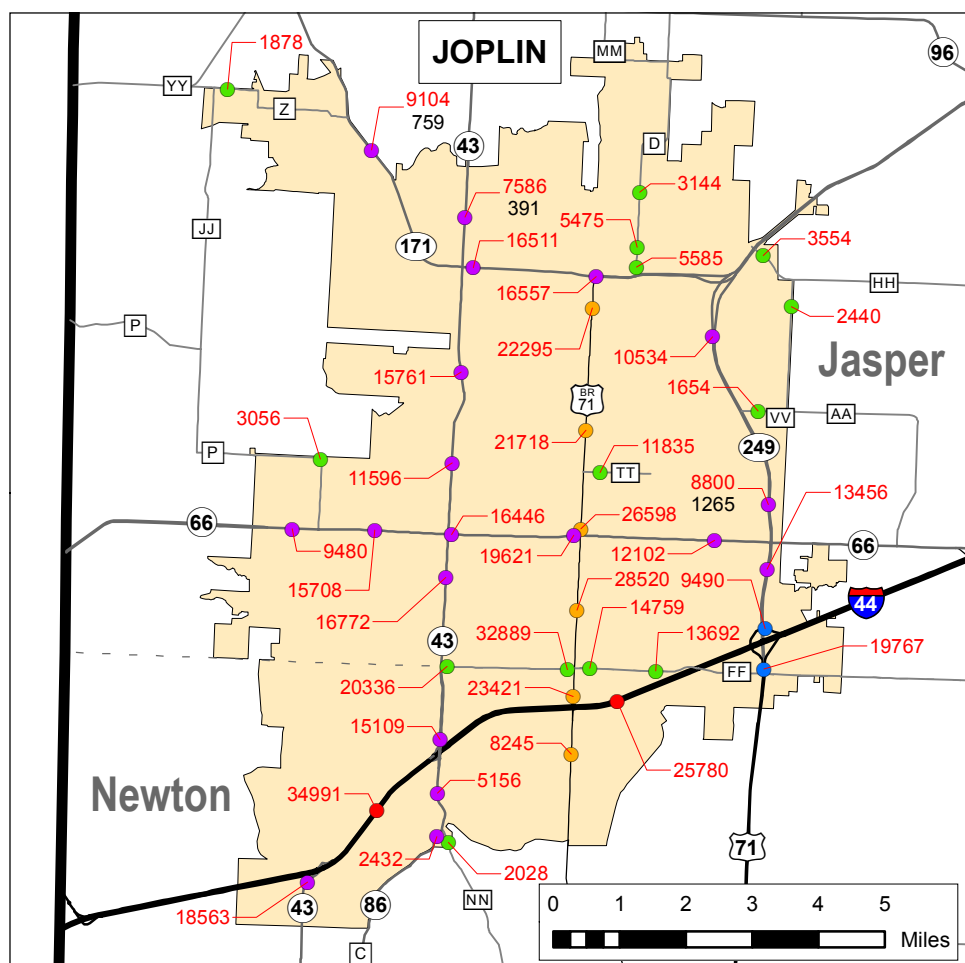 JOPLIN
MM
96
1878
YY
Z
9104
759
43
D
7586
391
3144
JJ
5475
171
16511
5585
3554
16557
HH
22295
2440
P
10534
Jasper
15761
1654
BR
71
3056
21718
VV
AA
P
11835
249
11596
TT
8800
1265
13456
66
16446
26598
9480
19621
12102
66
15708
9490
28520
16772
14759
44
43
32889
13692
19767
20336
FF
23421
15109
8245
25780
Newton
34991
5156
71
2432
2028
18563
43
86
NN
C
0 1 2 3 4 5
Miles